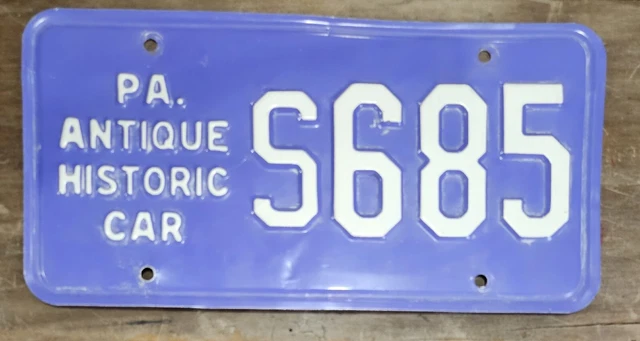 PA.
ANTIQUE
HISTORIC
CAR
S685